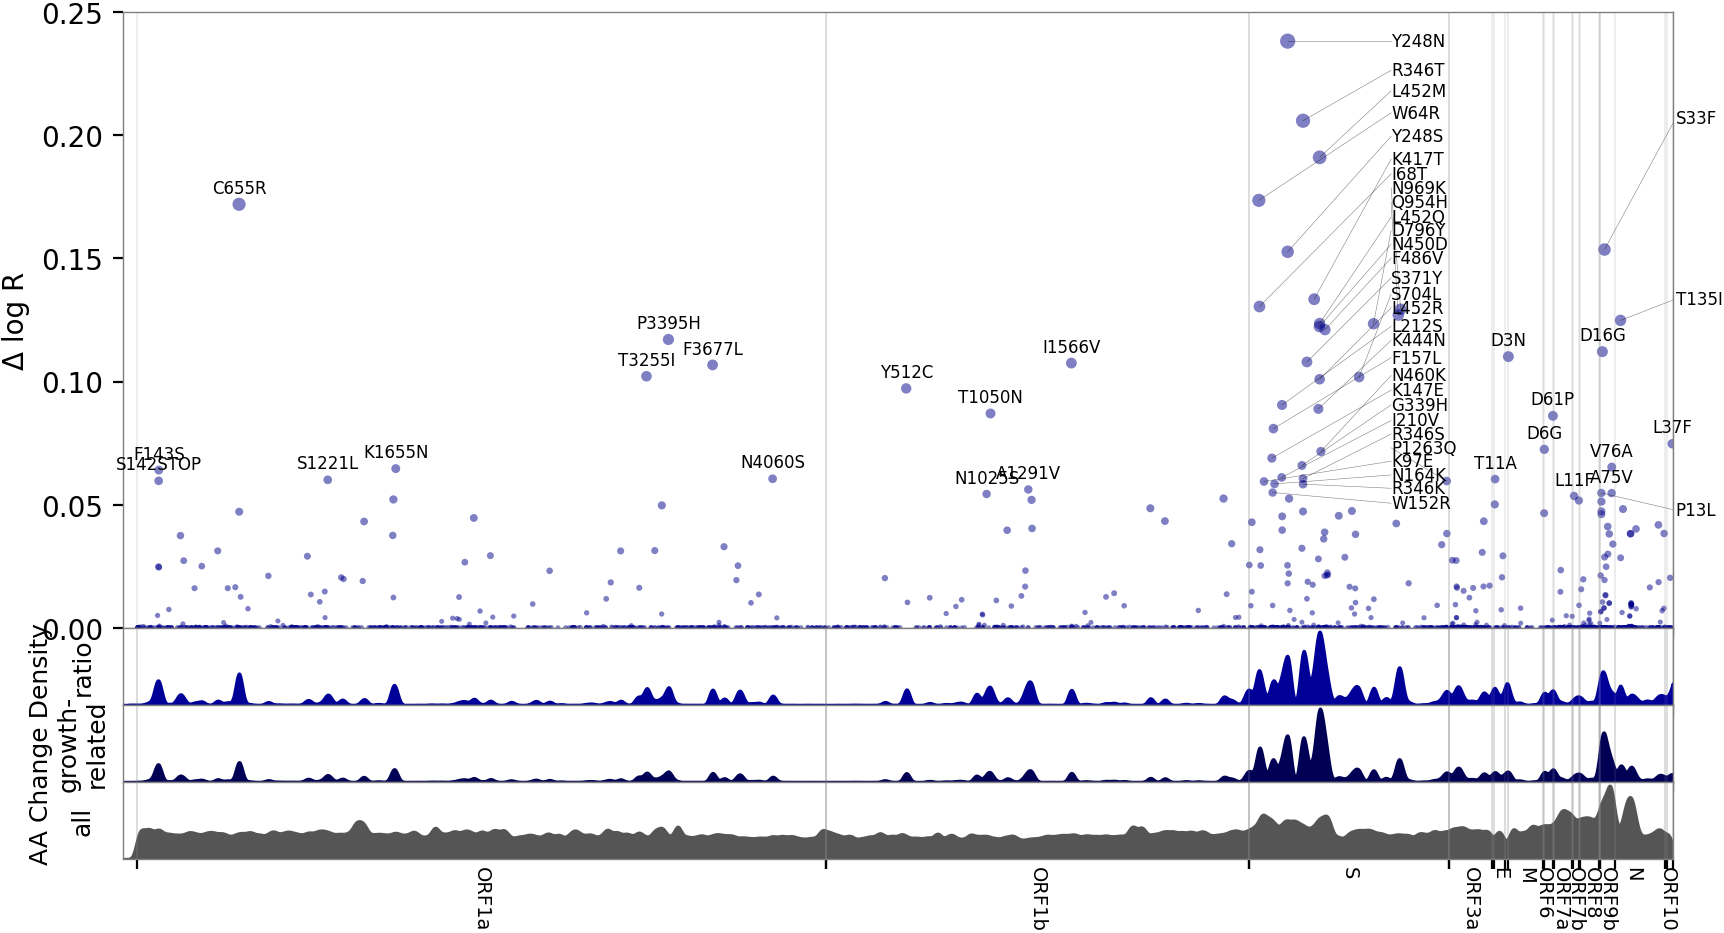 0.25
0.20
0.15
0.10
0.05
0.00
Δ log R
Y248N
R346T
L452M
W64R
Y248S
K417T
I68T
N969K
Q954H
L452Q
D796Y
N450D
F486V
S371Y
S704L
L452R
L212S
K444N
F157L
N460K
K147E
G339H
I210V
R346S
P1263Q
K97E
N164K
R346K
W152R
S33F
T135I
C655R
P3395H
F3677L
T3255I
I1566V
Y512C
T1050N
D3N
D16G
D61P
D6G
L37F
F143S
S142STOP
S1221L
K1655N
N4060S
N1025S
A1291V
T11A
V76A
L11F
A75V
P13L
AA Change Density
growth-
related
ratio
all
ORF1a
ORF1b
S
ORF3a
E
M
ORF6
ORF7a
ORF7b
ORF8
ORF9b
N
ORF10